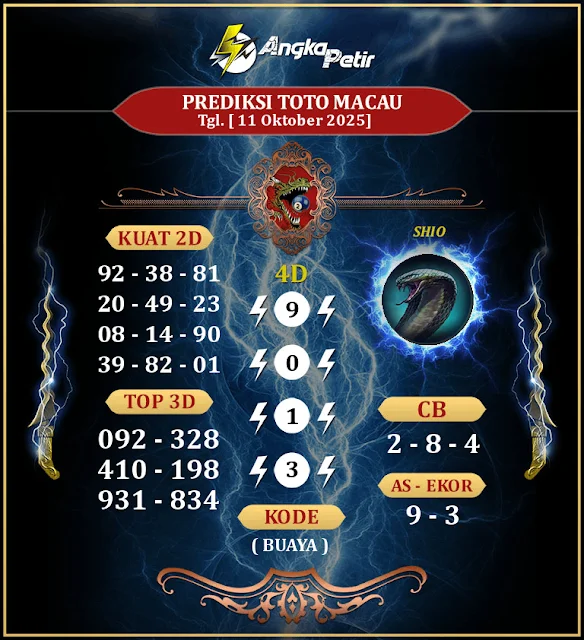 Angka Petir
PREDIKSI TOTO MACAU
Tgl. [ 11 Oktober 2025]
KUAT 2D
92 - 38 - 81
20 - 49 - 23
08 - 14 - 90
39 - 82 - 01
TOP 3D
092 - 328
410 - 198
931 - 834
4D
9
0
1
3
KODE
( BUAYA )
SHIO
CB
2 - 8 - 4
AS - EKOR
9 - 3